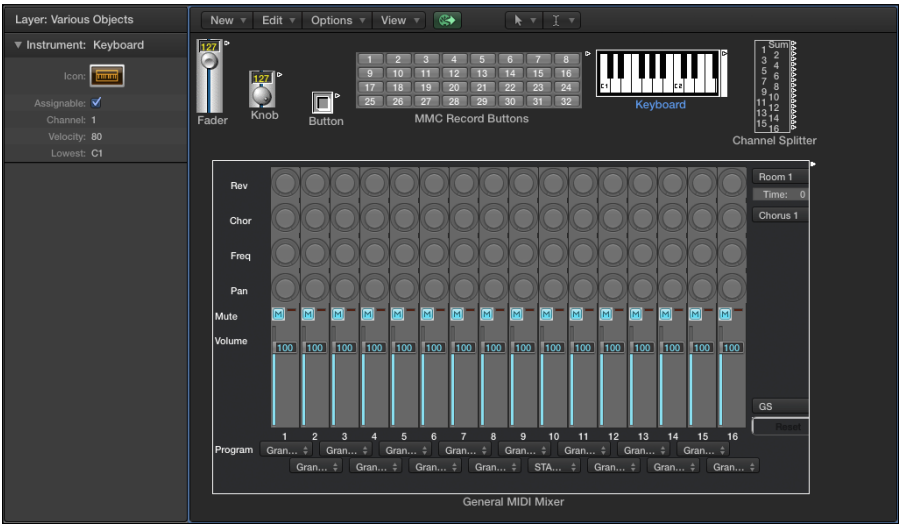 Layer: Various Objects
New Edit Options View
Instrument: Keyboard
Icon:
Assignable:
Channel: 1
Velocity: 80
Lowest: C1
127
Fader
127
Knob
Button
1 2 3 4 5 6 7 8
9 10 11 12 13 14 15 16
17 18 19 20 21 22 23 24
25 26 27 28 29 30 31 32
MMC Record Buttons
C1 C2
Keyboard
Sum
1 2
3 4
5 6
7 8
9 10
11 12
13 14
15 16
Channel Splitter
Rev
Chor
Freq
Pan
Mute M M M M M M M M M M M M M M M M
Volume
100 100 100 100 100 100 100 100 100 100 100 100 100 100 100 100
Room 1
Time: 0
Chorus 1
GS
Reset
1 2 3 4 5 6 7 8 9 10 11 12 13 14 15 16
Program Gran... Gran... Gran... Gran... Gran... Gran... Gran... Gran...
Gran... Gran... Gran... Gran... STA... Gran... Gran... Gran...
General MIDI Mixer